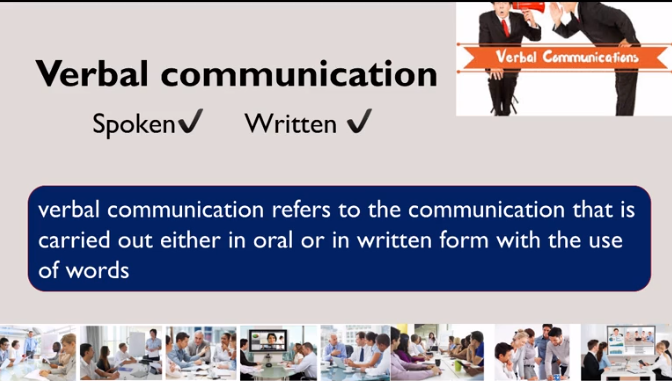 Verbal communication
Verbal Communications
Spoken✔ Written ✔
verbal communication refers to the communication that is
carried out either in oral or in written form with the use
of words